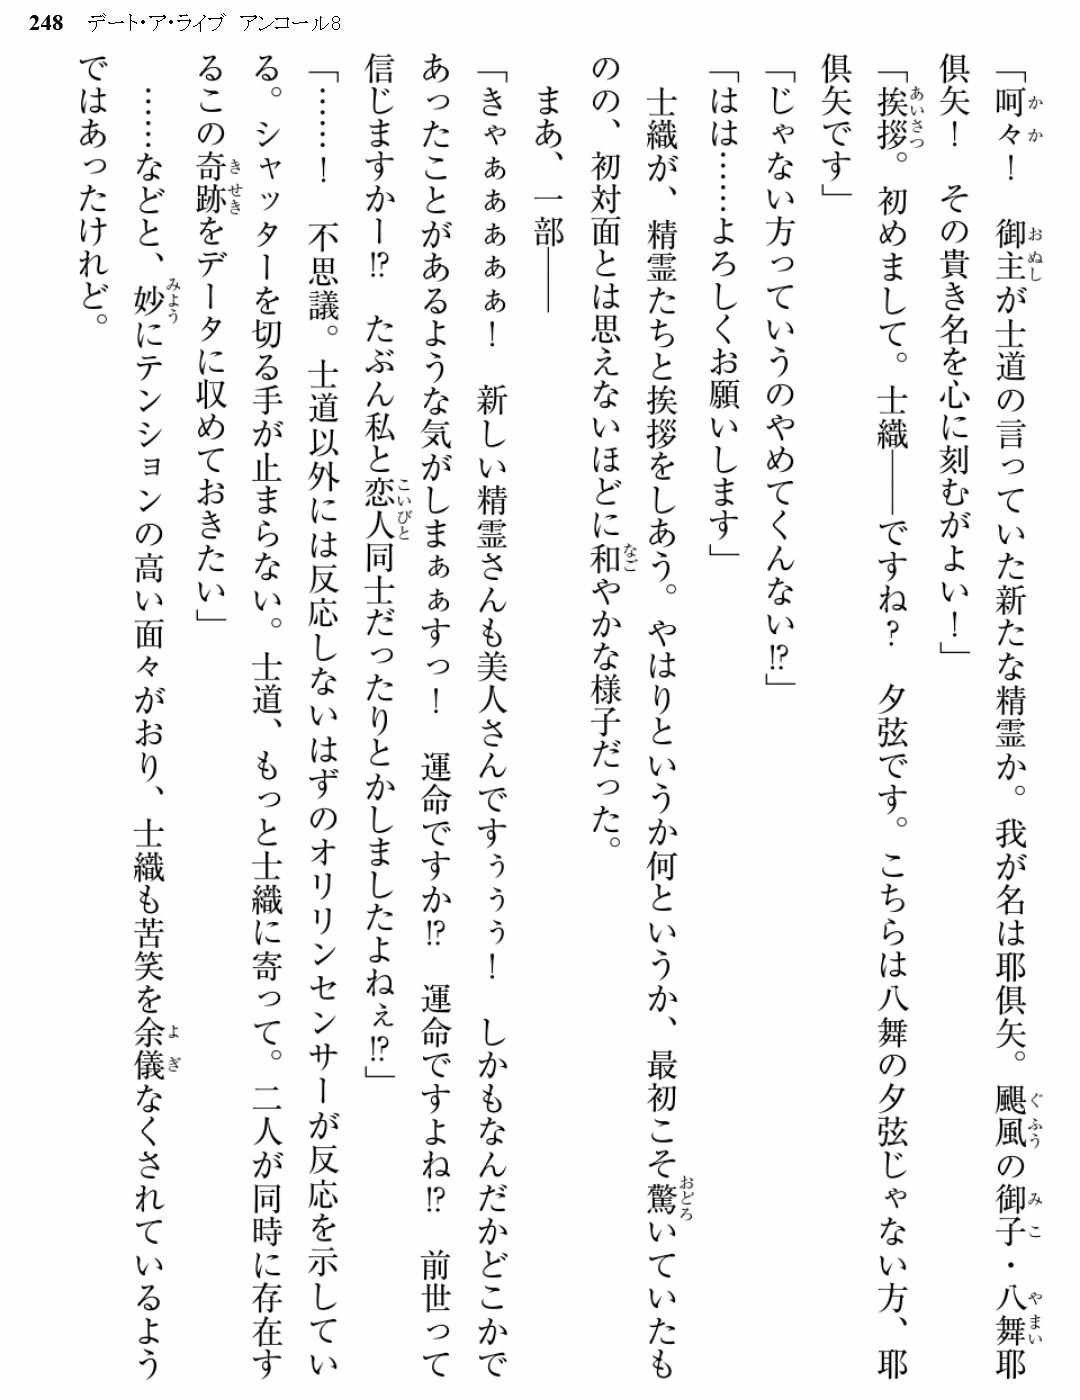 248 デート・ア・ライブ アンコール8
「呵々！ 御主が士道の言っていた新たな精霊か。我が名は耶倶矢。颶風の御子・八舞耶
倶矢！ その貴き名を心に刻むがよい！」
「挨拶。初めまして。士織――ですね？ 夕弦です。こちらは八舞の夕弦じゃない方、耶
倶矢です」
「じゃない方っていうのやめてくんない!?」
「はは……よろしくお願いします」
士織が、精霊たちと挨拶をしあう。やはりというか何というか、最初こそ驚いていたも
のの、初対面とは思えないほどに和やかな様子だった。
まあ、一部――
「きゃぁぁぁぁぁ！ 新しい精霊さんも美人さんですぅぅぅ！ しかもなんだかどこかで
あったことがあるような気がしまぁぁすっ！ 運命ですか!? 運命ですよね!? 前世って
信じますかー!? たぶん私と恋人同士だったりとかしましたよねぇ!?」
「……！ 不思議。士道以外には反応しないはずのオリリンセンサーが反応を示してい
る。シャッターを切る手が止まらない。士道、もっと士織に寄って。二人が同時に存在す
るこの奇跡をデータに収めておきたい」
……などと、妙にテンションの高い面々がおり、士織も苦笑を余儀なくされているよう
ではあったけれど。